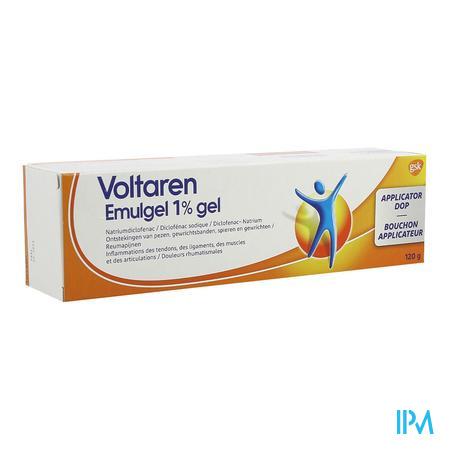 Voltaren
Emulgel 1% gel
Natriumdiclofenac / Diclofénac sodique / Diclofenac-Natrium
Ontstekingen van pezen, gewrichtsbanden, spieren en gewrichten /
Reumapijnen
Inflammations des tendons, des ligaments, des muscles
et des articulations / Douleurs rhumatismales
gsk
APPLICATOR
DOP
BOUCHON
APPLICATEUR
120 g
IPM